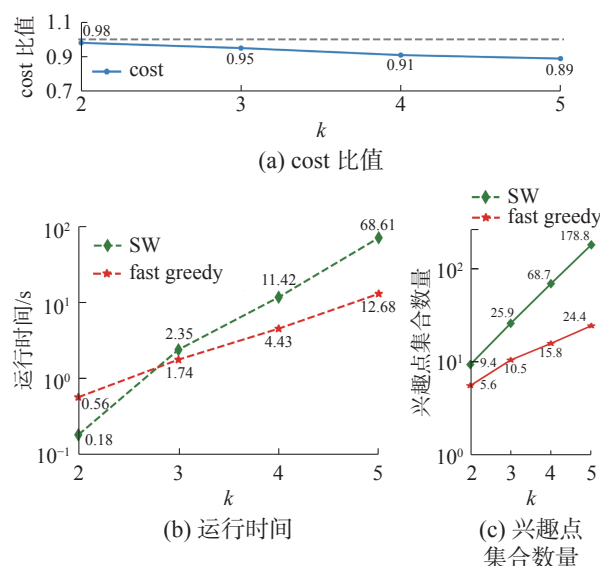 1.1
0.98
0.9
0.7
cost 比值
cost
0.95
0.91
0.89
2
3
4
5
k
(a) cost 比值
SW
fast greedy
10²
10¹
10⁰
10⁻¹
运行时间/s
68.61
11.42
2.35
12.68
4.43
1.74
0.56
0.18
2
3
4
5
k
(b) 运行时间
SW
fast greedy
10²
10¹
10⁰
兴趣点集合数量
178.8
68.7
25.9
9.4
24.4
15.8
10.5
5.6
2
3
4
5
k
(c) 兴趣点
集合数量